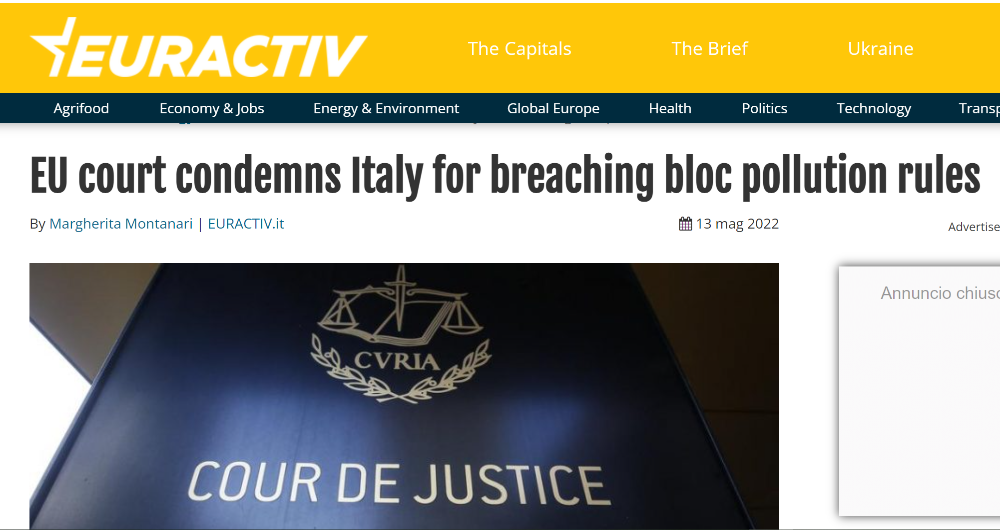 EURACTIV
The Capitals The Brief Ukraine
Agrifood Economy & Jobs Energy & Environment Global Europe Health Politics Technology Transp
EU court condemns Italy for breaching bloc pollution rules
By Margherita Montanari | EURACTIV.it 13 mag 2022
Advertise
Annuncio chiuso
CVRIA
COUR DE JUSTICE